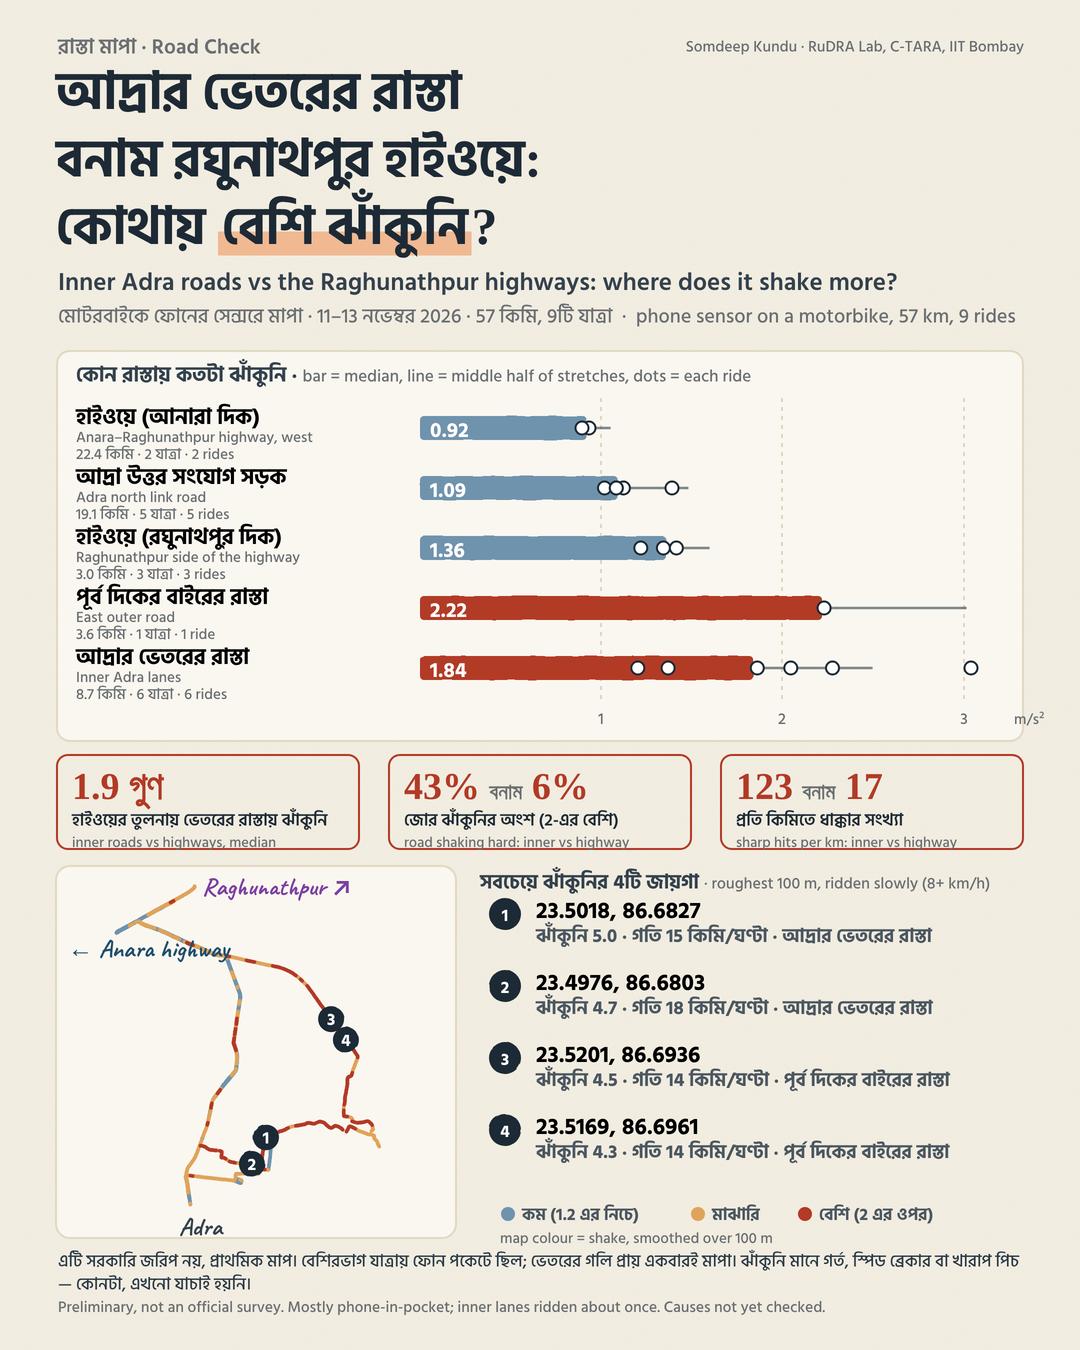 রাস্তা মাপা · Road Check
Somdeep Kundu · RuDRA Lab, C-TARA, IIT Bombay
আদ্রার ভেতরের রাস্তা
বনাম রঘুনাথপুর হাইওয়ে:
কোথায় বেশি ঝাঁকুনি?
Inner Adra roads vs the Raghunathpur highways: where does it shake more?
মোটরবাইকে ফোনের সেন্সরে মাপা · 11–13 নভেম্বর 2026 · 57 কিমি, 9টি যাত্রা · phone sensor on a motorbike, 57 km, 9 rides
কোন রাস্তায় কতটা ঝাঁকুনি · bar = median, line = middle half of stretches, dots = each ride
হাইওয়ে (আনারা দিক)
Anara–Raghunathpur highway, west
22.4 কিমি · 2 যাত্রা · 2 rides
0.92
আদ্রা উত্তর সংযোগ সড়ক
Adra north link road
19.1 কিমি · 5 যাত্রা · 5 rides
1.09
হাইওয়ে (রঘুনাথপুর দিক)
Raghunathpur side of the highway
3.0 কিমি · 3 যাত্রা · 3 rides
1.36
পূর্ব দিকের বাইরের রাস্তা
East outer road
3.6 কিমি · 1 যাত্রা · 1 ride
2.22
আদ্রার ভেতরের রাস্তা
Inner Adra lanes
8.7 কিমি · 6 যাত্রা · 6 rides
1.84
1 2 3 m/s²
1.9 গুণ
হাইওয়ের তুলনায় ভেতরের রাস্তায় ঝাঁকুনি
inner roads vs highways, median
43% বনাম 6%
জোর ঝাঁকুনির অংশ (2-এর বেশি)
road shaking hard: inner vs highway
123 বনাম 17
প্রতি কিমিতে ধাক্কার সংখ্যা
sharp hits per km: inner vs highway
Raghunathpur ↗
← Anara highway
3
4
1
2
Adra
সবচেয়ে ঝাঁকুনির 4টি জায়গা · roughest 100 m, ridden slowly (8+ km/h)
1 23.5018, 86.6827
ঝাঁকুনি 5.0 · গতি 15 কিমি/ঘণ্টা · আদ্রার ভেতরের রাস্তা
2 23.4976, 86.6803
ঝাঁকুনি 4.7 · গতি 18 কিমি/ঘণ্টা · আদ্রার ভেতরের রাস্তা
3 23.5201, 86.6936
ঝাঁকুনি 4.5 · গতি 14 কিমি/ঘণ্টা · পূর্ব দিকের বাইরের রাস্তা
4 23.5169, 86.6961
ঝাঁকুনি 4.3 · গতি 14 কিমি/ঘণ্টা · পূর্ব দিকের বাইরের রাস্তা
কম (1.2 এর নিচে) মাঝারি বেশি (2 এর ওপর)
map colour = shake, smoothed over 100 m
এটি সরকারি জরিপ নয়, প্রাথমিক মাপ। বেশিরভাগ যাত্রায় ফোন পকেটে ছিল; ভেতরের গলি প্রায় একবারই মাপা। ঝাঁকুনি মানে গর্ত, স্পিড ব্রেকার বা খারাপ পিচ
— কোনটা, এখনো যাচাই হয়নি।
Preliminary, not an official survey. Mostly phone-in-pocket; inner lanes ridden about once. Causes not yet checked.